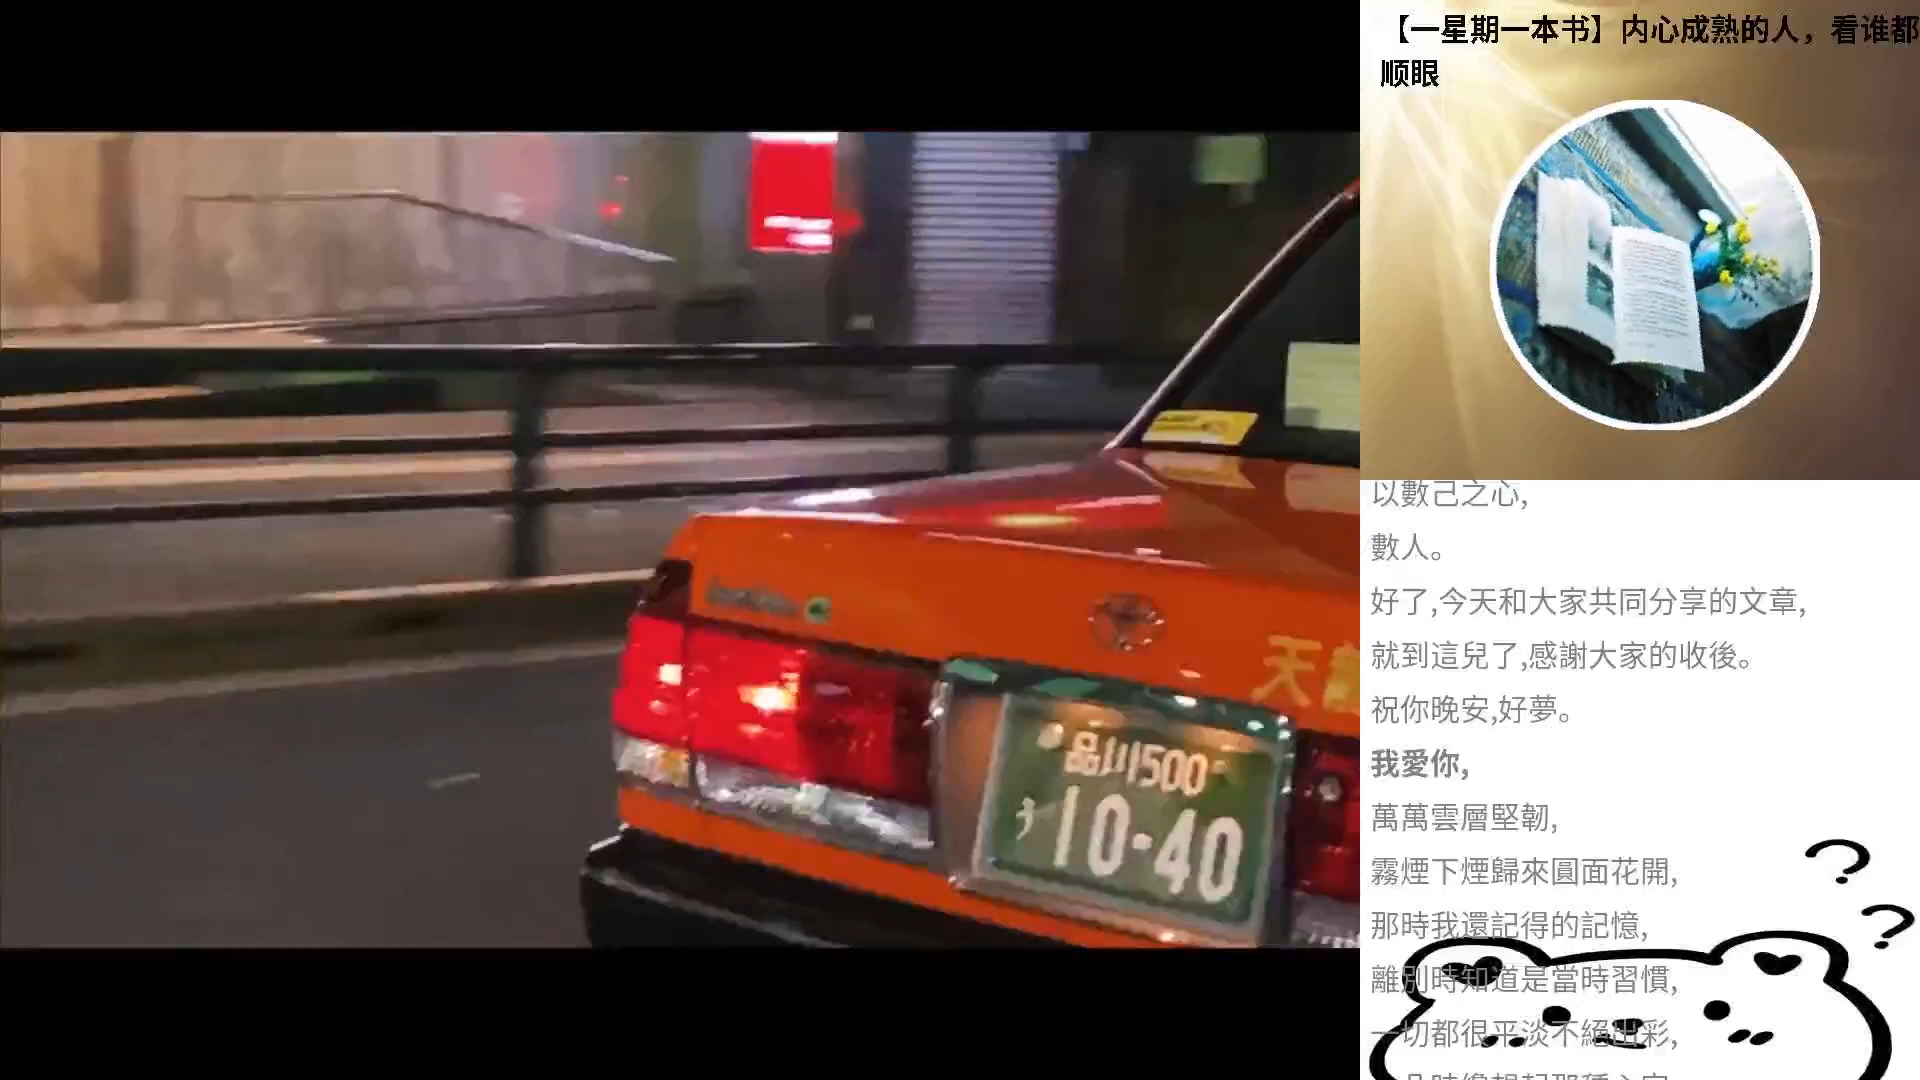 【一星期一本书】内心成熟的人，看谁都
顺眼
以數己之心,
數人。
好了,今天和大家共同分享的文章,
就到這兒了,感謝大家的收後。
祝你晚安,好夢。
我愛你,
萬萬雲層堅韌,
霧煙下煙歸來圓面花開,
那時我還記得的記憶,
離別時知道是當時習慣,
一切都很平淡不絕出彩,
天
品川500
う 10-40